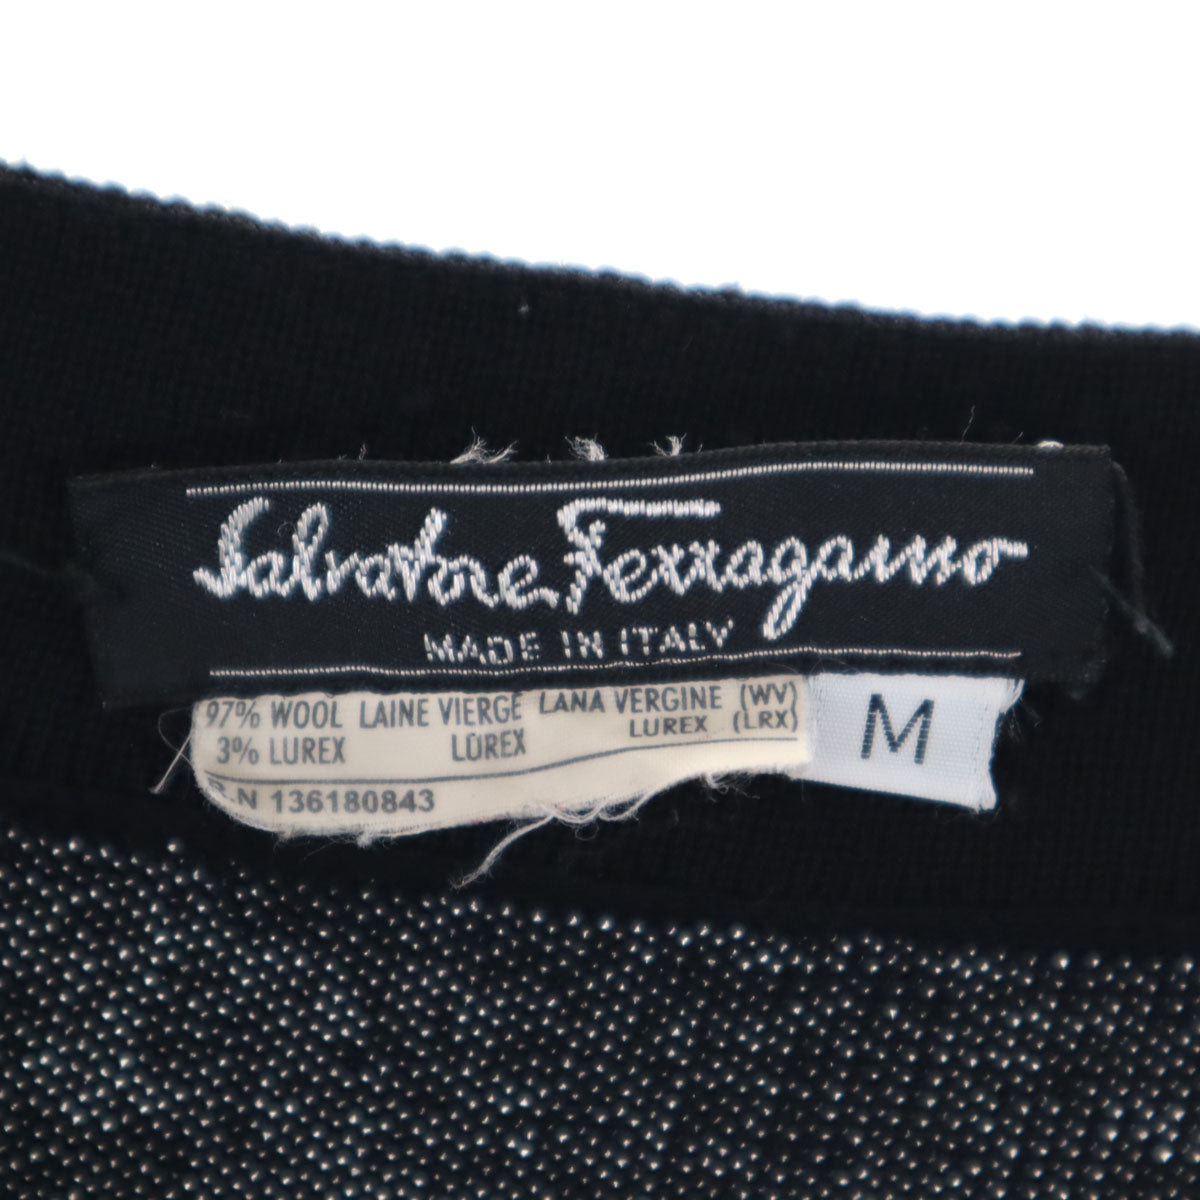 Salvatore Ferragamo
MADE IN ITALY
97% WOOL LAINE VIERGE LANA VERGINE (WV)
3% LUREX LUREX LUREX (LRX)
M
136180843